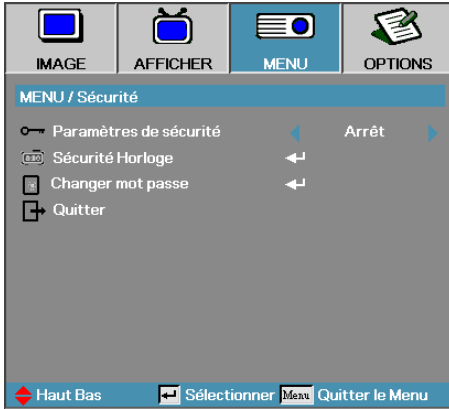 IMAGE AFFICHER MENU OPTIONS
MENU / Sécurité
Paramètres de sécurité Arrêt
Sécurité Horloge
Changer mot passe
Quitter
Haut Bas Sélectionner Menu Quitter le Menu